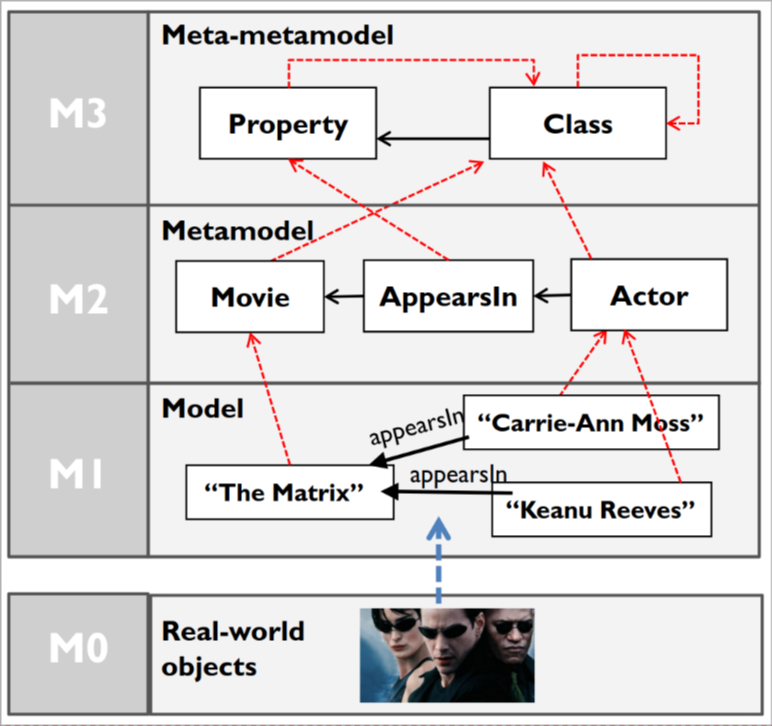 M3
Meta-metamodel
Property
Class
M2
Metamodel
Movie
AppearsIn
Actor
M1
Model
appearsIn
“Carrie-Ann Moss”
appearsIn
“The Matrix”
“Keanu Reeves”
M0
Real-world
objects